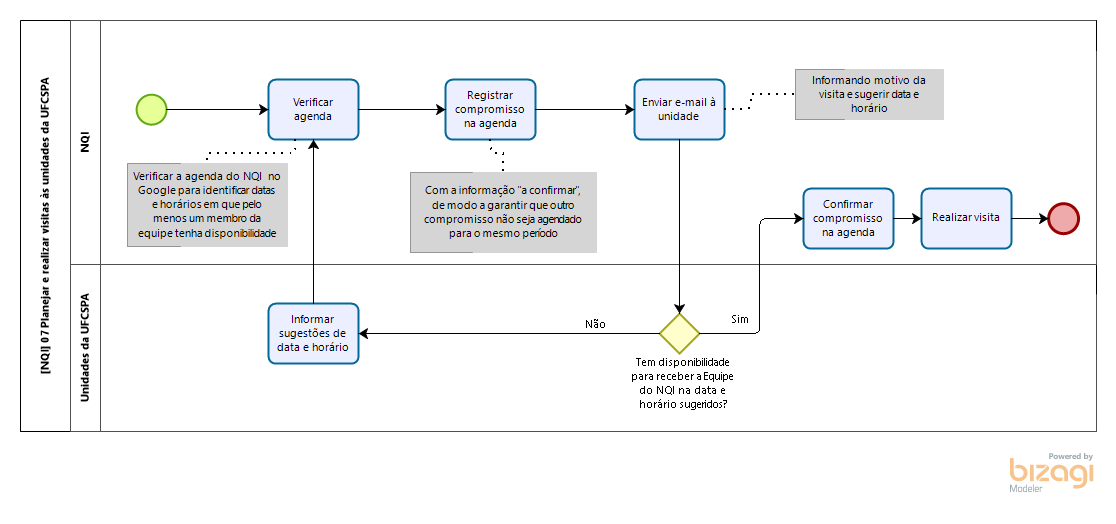 [NQI] 07 Planejar e realizar visitas às unidades da UFCSPA
NQI
Verificar
agenda
Registrar
compromisso
na agenda
Enviar e-mail à
unidade
Informando motivo da
visita e sugerir data e
horário
Verificar a agenda do NQI no
Google para identificar datas
e horários em que pelo
menos um membro da
equipe tenha disponibilidade
Com a informação "a confirmar",
de modo a garantir que outro
compromisso não seja agendado
para o mesmo período
Confirmar
compromisso
na agenda
Realizar visita
Unidades da UFCSPA
Informar
sugestões de
data e horário
Não
Sim
Tem disponibilidade
para receber a Equipe
do NQI na data e
horário sugeridos?
Powered by
bizagi
Modeler